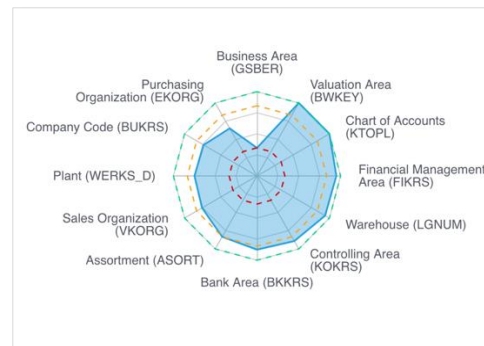 Business Area
(GSBER)
Purchasing
Organization (EKORG)
Valuation Area
(BWKEY)
Company Code (BUKRS)
Chart of Accounts
(KTOPL)
Plant (WERKS_D)
Financial Management
Area (FIKRS)
Sales Organization
(VKORG)
Warehouse (LGNUM)
Assortment (ASORT)
Controlling Area
(KOKRS)
Bank Area (BKKRS)